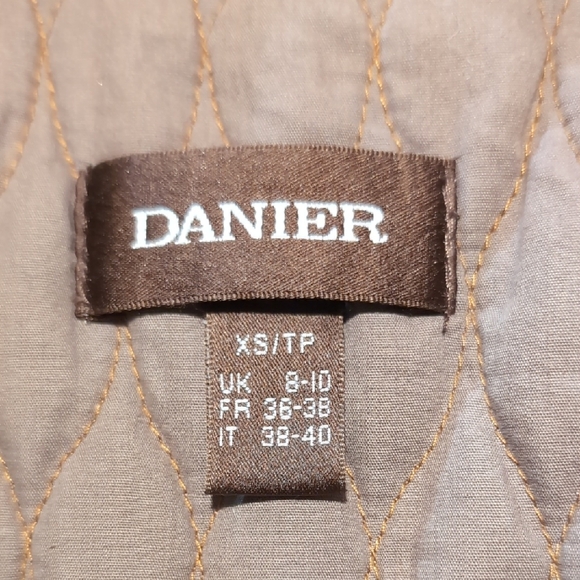 DANIER
XS/TP
UK 8-10
FR 36-38
IT 38-40